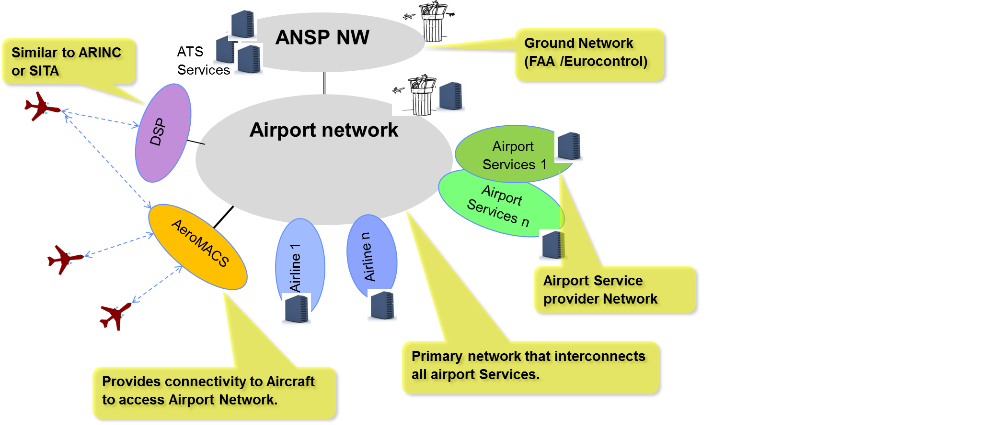 ANSP NW
ATS
Services
Ground Network
(FAA /Eurocontrol)
Similar to ARINC
or SITA
DSP
Airport network
Airport
Services 1
Airport
Services n
AeroMACS
Airline 1
Airline n
Airport Service
provider Network
Primary network that interconnects
all airport Services.
Provides connectivity to Aircraft
to access Airport Network.